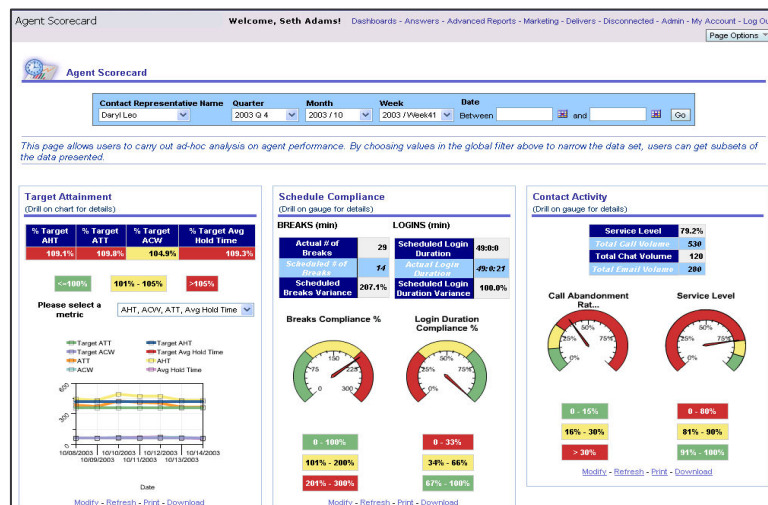 Agent Scorecard
Welcome, Seth Adams! Dashboards - Answers - Advanced Reports - Marketing - Delivers - Disconnected - Admin - My Account - Log Ou
Page Options
Agent Scorecard
Contact Representative Name Quarter Month Week Date
Daryl Leo 2003 Q 4 2003 / 10 2003 / Week41 Between and Go
This page allows users to carry out ad-hoc analysis on agent performance. By choosing values in the global filter above to narrow the data set, users can get subsets of
the data presented.
Target Attainment
(Drill on chart for details)
% Target AHT % Target ATT % Target ACW % Target Avg Hold Time
109.1% 109.8% 104.9% 109.3%
<=100% 101% - 105% >105%
Please select a metric
AHT, ACW, ATT, Avg Hold Time
Target ATT Target AHT
Target ACW Target Avg Hold Time
ATT AHT
ACW Avg Hold Time
600
300
0
10/08/2003 10/10/2003 10/12/2003 10/14/2003
10/09/2003 10/11/2003 10/13/2003
Date
Modify - Refresh - Print - Download
Schedule Compliance
(Drill on gauge for details)
BREAKS (min) LOGINS (min)
Actual # of Breaks 29
Scheduled # of Breaks 14
Scheduled Breaks Variance 207.1%
Scheduled Login Duration 49:0:0
Actual Login Duration 49:0:21
Scheduled Login Duration Variance 100.0%
Breaks Compliance %
0 75 150 225 300
0 - 100%
101% - 200%
201% - 300%
Login Duration
Compliance %
0% 25% 50% 75%
0 - 33%
34% - 66%
67% - 100%
Modify - Refresh - Print - Download
Contact Activity
(Drill on gauge for details)
Service Level 79.2%
Total Call Volume 530
Total Chat Volume 120
Total Email Volume 280
Call Abandonment
Rat...
0% 25% 50% 75%
0 - 15%
16% - 30%
> 30%
Service Level
0% 25% 50% 75%
0 - 80%
81% - 90%
91% - 100%
Modify - Refresh - Print - Download